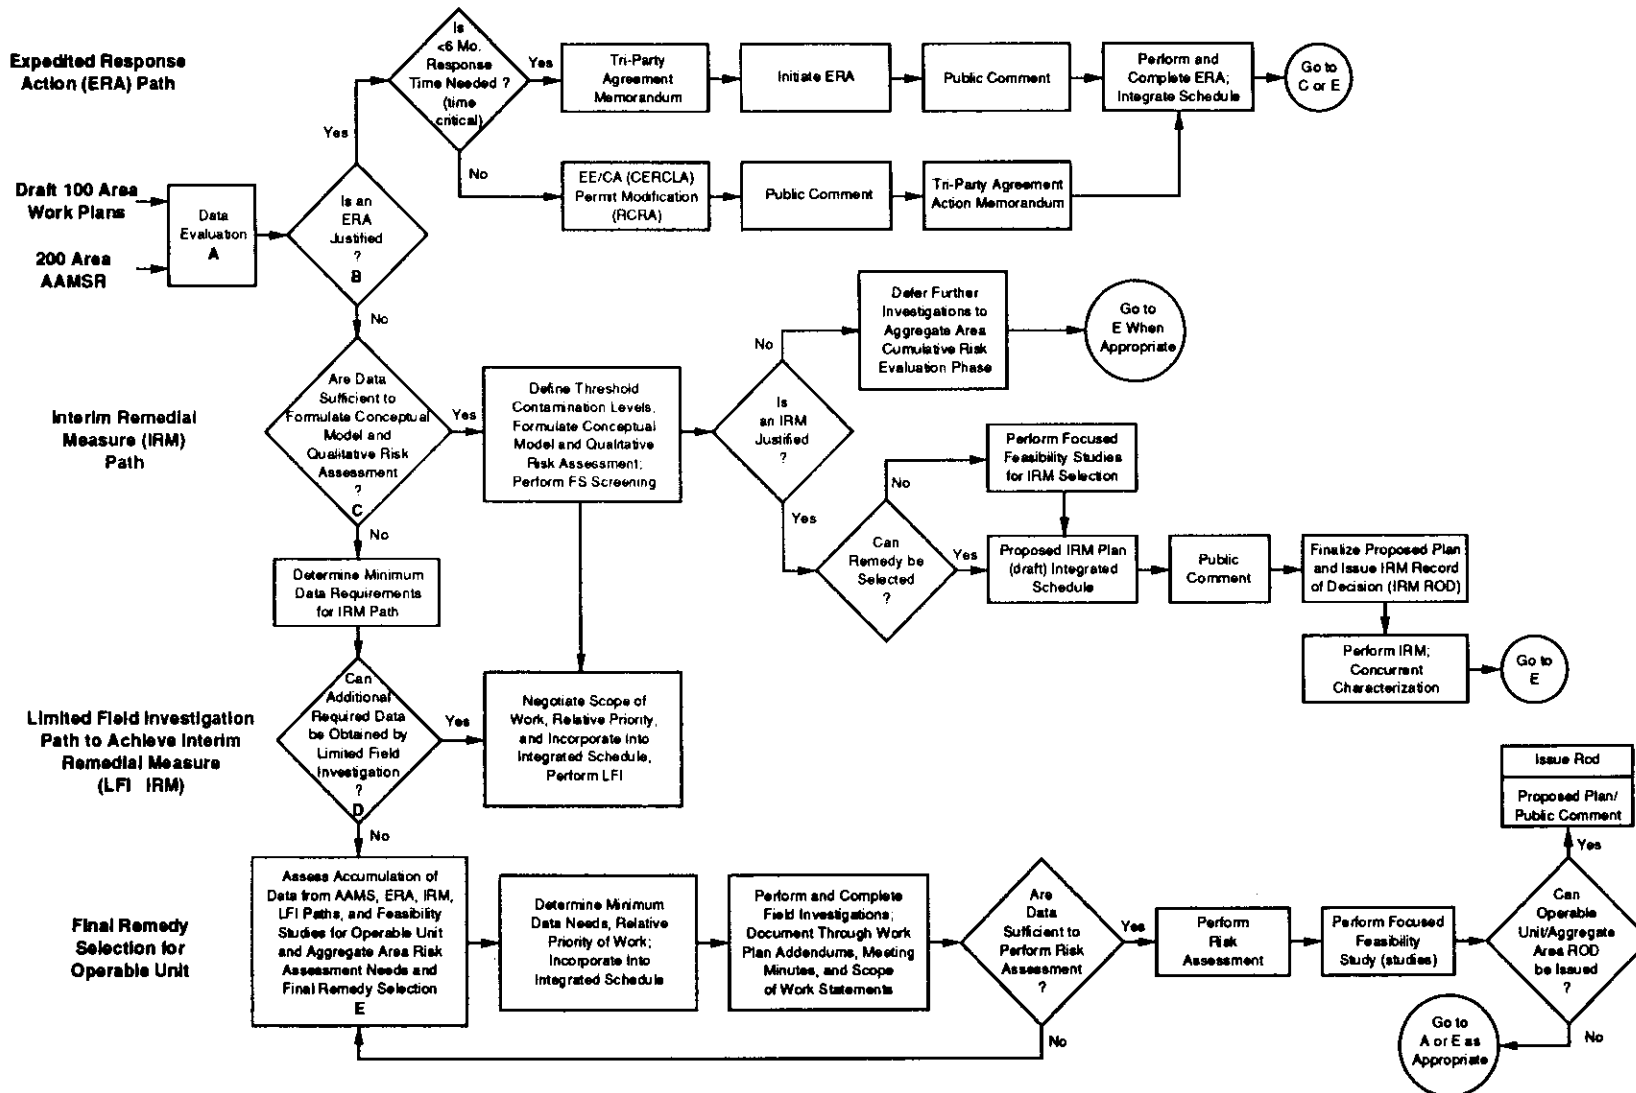 Expedited Response
Action (ERA) Path
Is
<6 Mo.
Response
Time Needed ?
(time
critical)
Yes
Tri-Party
Agreement
Memorandum
Initiate ERA
Public Comment
Perform and
Complete ERA;
Integrate Schedule
Go to
C or E
Yes
No
EE/CA (CERCLA)
Permit Modification
(RCRA)
Public Comment
Tri-Party Agreement
Action Memorandum
Draft 100 Area
Work Plans
200 Area
AAMSR
Data
Evaluation
A
Is an
ERA
Justified
?
B
No
Interim Remedial
Measure (IRM)
Path
Are Data
Sufficient to
Formulate Conceptual
Model and
Qualitative Risk
Assessment
?
C
Yes
Define Threshold
Contamination Levels,
Formulate Conceptual
Model and Qualitative
Risk Assessment;
Perform FS Screening
Is
an IRM
Justified
?
No
Defer Further
Investigations to
Aggregate Area
Cumulative Risk
Evaluation Phase
Go to
E When
Appropriate
Yes
Can
Remedy be
Selected
?
No
Perform Focused
Feasibility Studies
for IRM Selection
Yes
Proposed IRM Plan
(draft) Integrated
Schedule
Public
Comment
Finalize Proposed Plan
and Issue IRM Record
of Decision (IRM ROD)
Perform IRM;
Concurrent
Characterization
Go to
E
No
Determine Minimum
Data Requirements
for IRM Path
Limited Field Investigation
Path to Achieve Interim
Remedial Measure
(LFI IRM)
Can
Additional
Required Data
be Obtained by
Limited Field
Investigation
?
D
Yes
Negotiate Scope of
Work, Relative Priority,
and Incorporate into
Integrated Schedule,
Perform LFI
No
Final Remedy
Selection for
Operable Unit
Assess Accumulation of
Data from AAMS, ERA, IRM,
LFI Paths, and Feasibility
Studies for Operable Unit
and Aggregate Area Risk
Assessment Needs and
Final Remedy Selection
E
Determine Minimum
Data Needs, Relative
Priority of Work;
Incorporate Into
Integrated Schedule
Perform and Complete
Field Investigations;
Document Through Work
Plan Addendums, Meeting
Minutes, and Scope
of Work Statements
Are
Data
Sufficient to
Perform Risk
Assessment
?
Yes
No
Perform
Risk
Assessment
Perform Focused
Feasibility
Study (studies)
Can
Operable
Unit/Aggregate
Area ROD
be Issued
?
Yes
Issue Rod
Proposed Plan/
Public Comment
No
Go to
A or E as
Appropriate